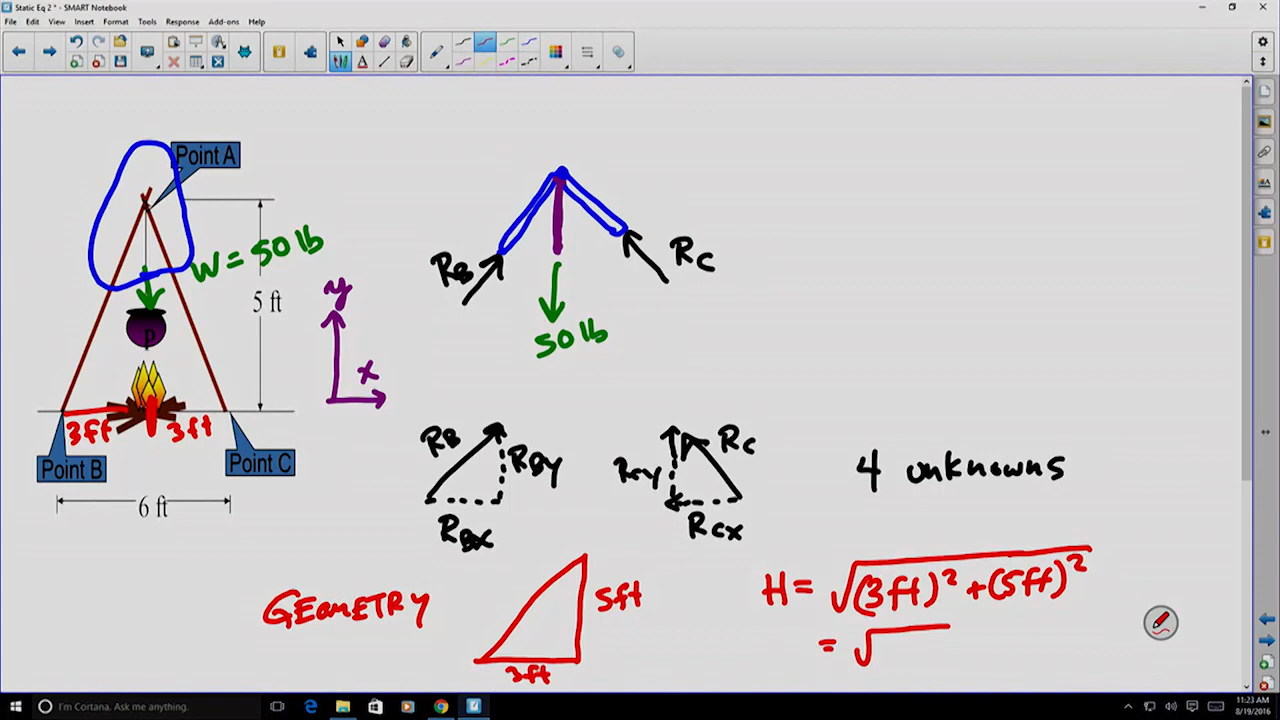 Static Eq 2 * - SMART Notebook
File Edit View Insert Format Tools Response Add-ons Help
Point A
W = 50 lb
5 ft
P
3ft 3ft
Point B
Point C
6 ft
y
x
RB
RC
50 lb
RB
RBY
RBX
RC
RCY
RCX
4 unknowns
GEOMETRY
5ft
3ft
H = √(3ft)² + (5ft)²
= √
I'm Cortana. Ask me anything.
11:23 AM
8/19/2016